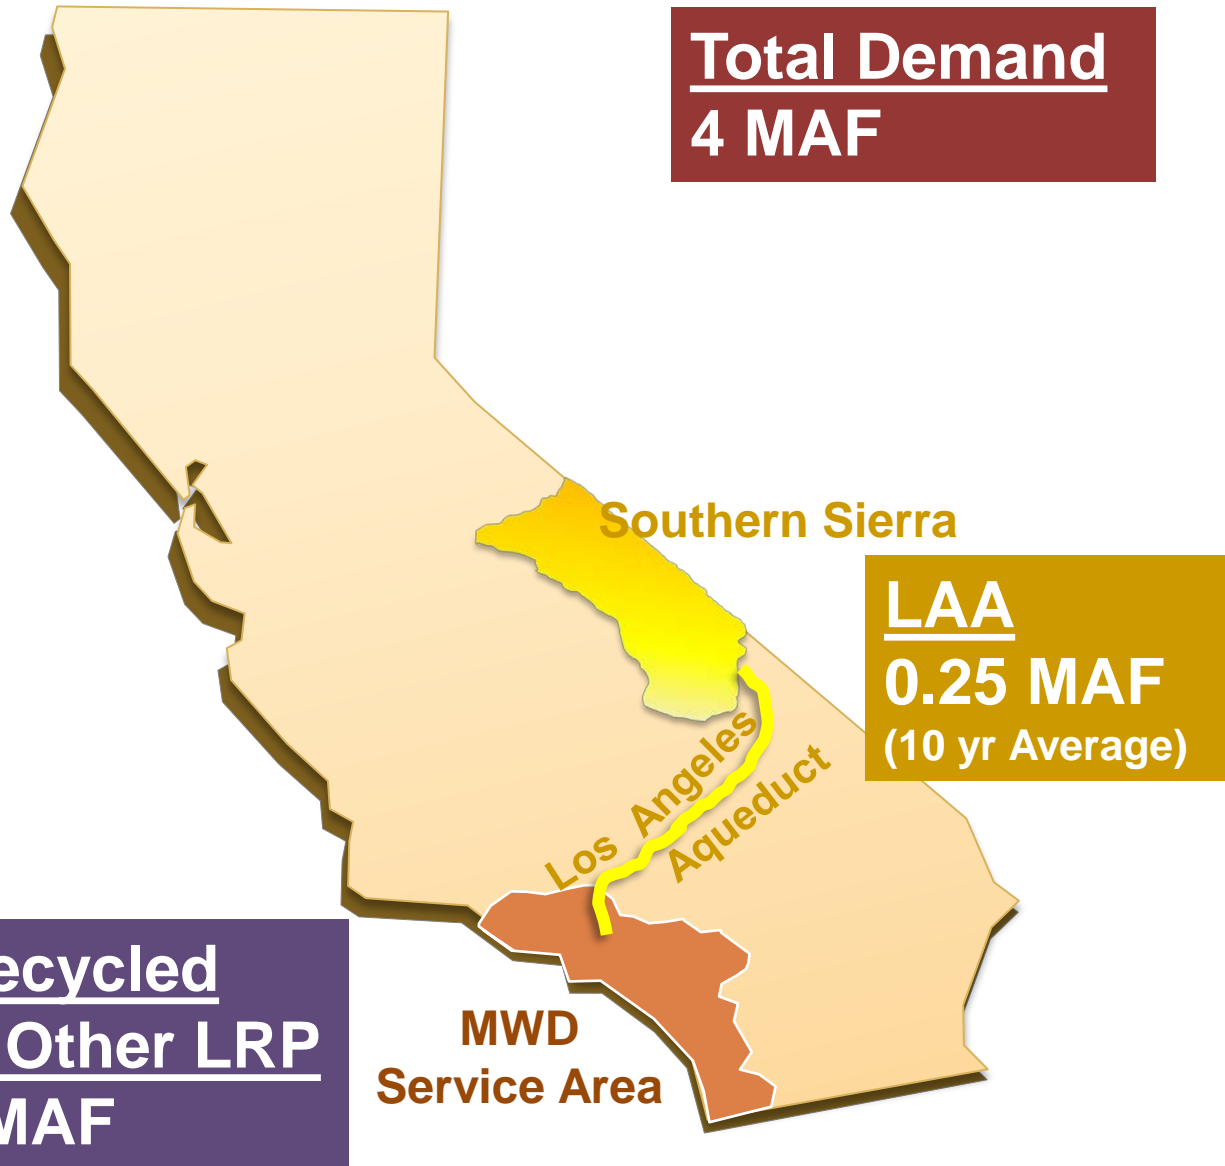 Total Demand
4 MAF
Southern Sierra
LAA
0.25 MAF
(10 yr Average)
Los Angeles
Aqueduct
ecycled
Other LRP
MAF
MWD
Service Area